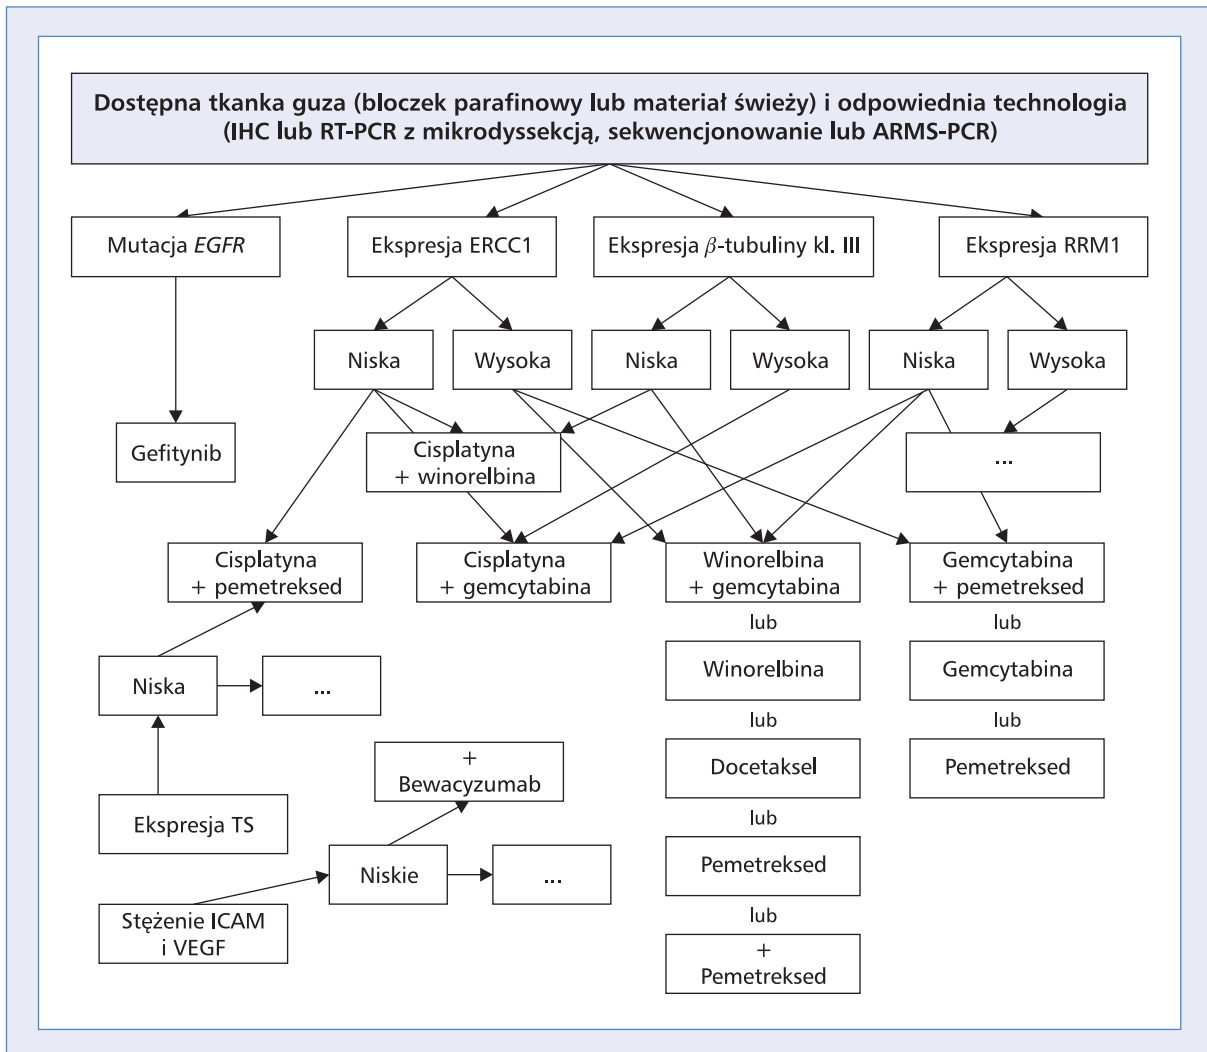 Dostępna tkanka guza (bloczek parafinowy lub materiał świeży) i odpowiednia technologia
(IHC lub RT-PCR z mikrodyssekcją, sekwencjonowanie lub ARMS-PCR)
Mutacja EGFR
Ekspresja ERCC1
Ekspresja β-tubuliny kl. III
Ekspresja RRM1
Niska
Wysoka
Niska
Wysoka
Niska
Wysoka
Gefitynib
Cisplatyna
+ winorelbina
...
Cisplatyna
+ pemetreksed
Cisplatyna
+ gemcytabina
Winorelbina
+ gemcytabina
Gemcytabina
+ pemetreksed
lub
lub
Niska
...
Winorelbina
Gemcytabina
lub
lub
+
Bewacyzumab
Docetaksel
Pemetreksed
Ekspresja TS
lub
Niskie
...
Pemetreksed
Stężenie ICAM
i VEGF
lub
+
Pemetreksed